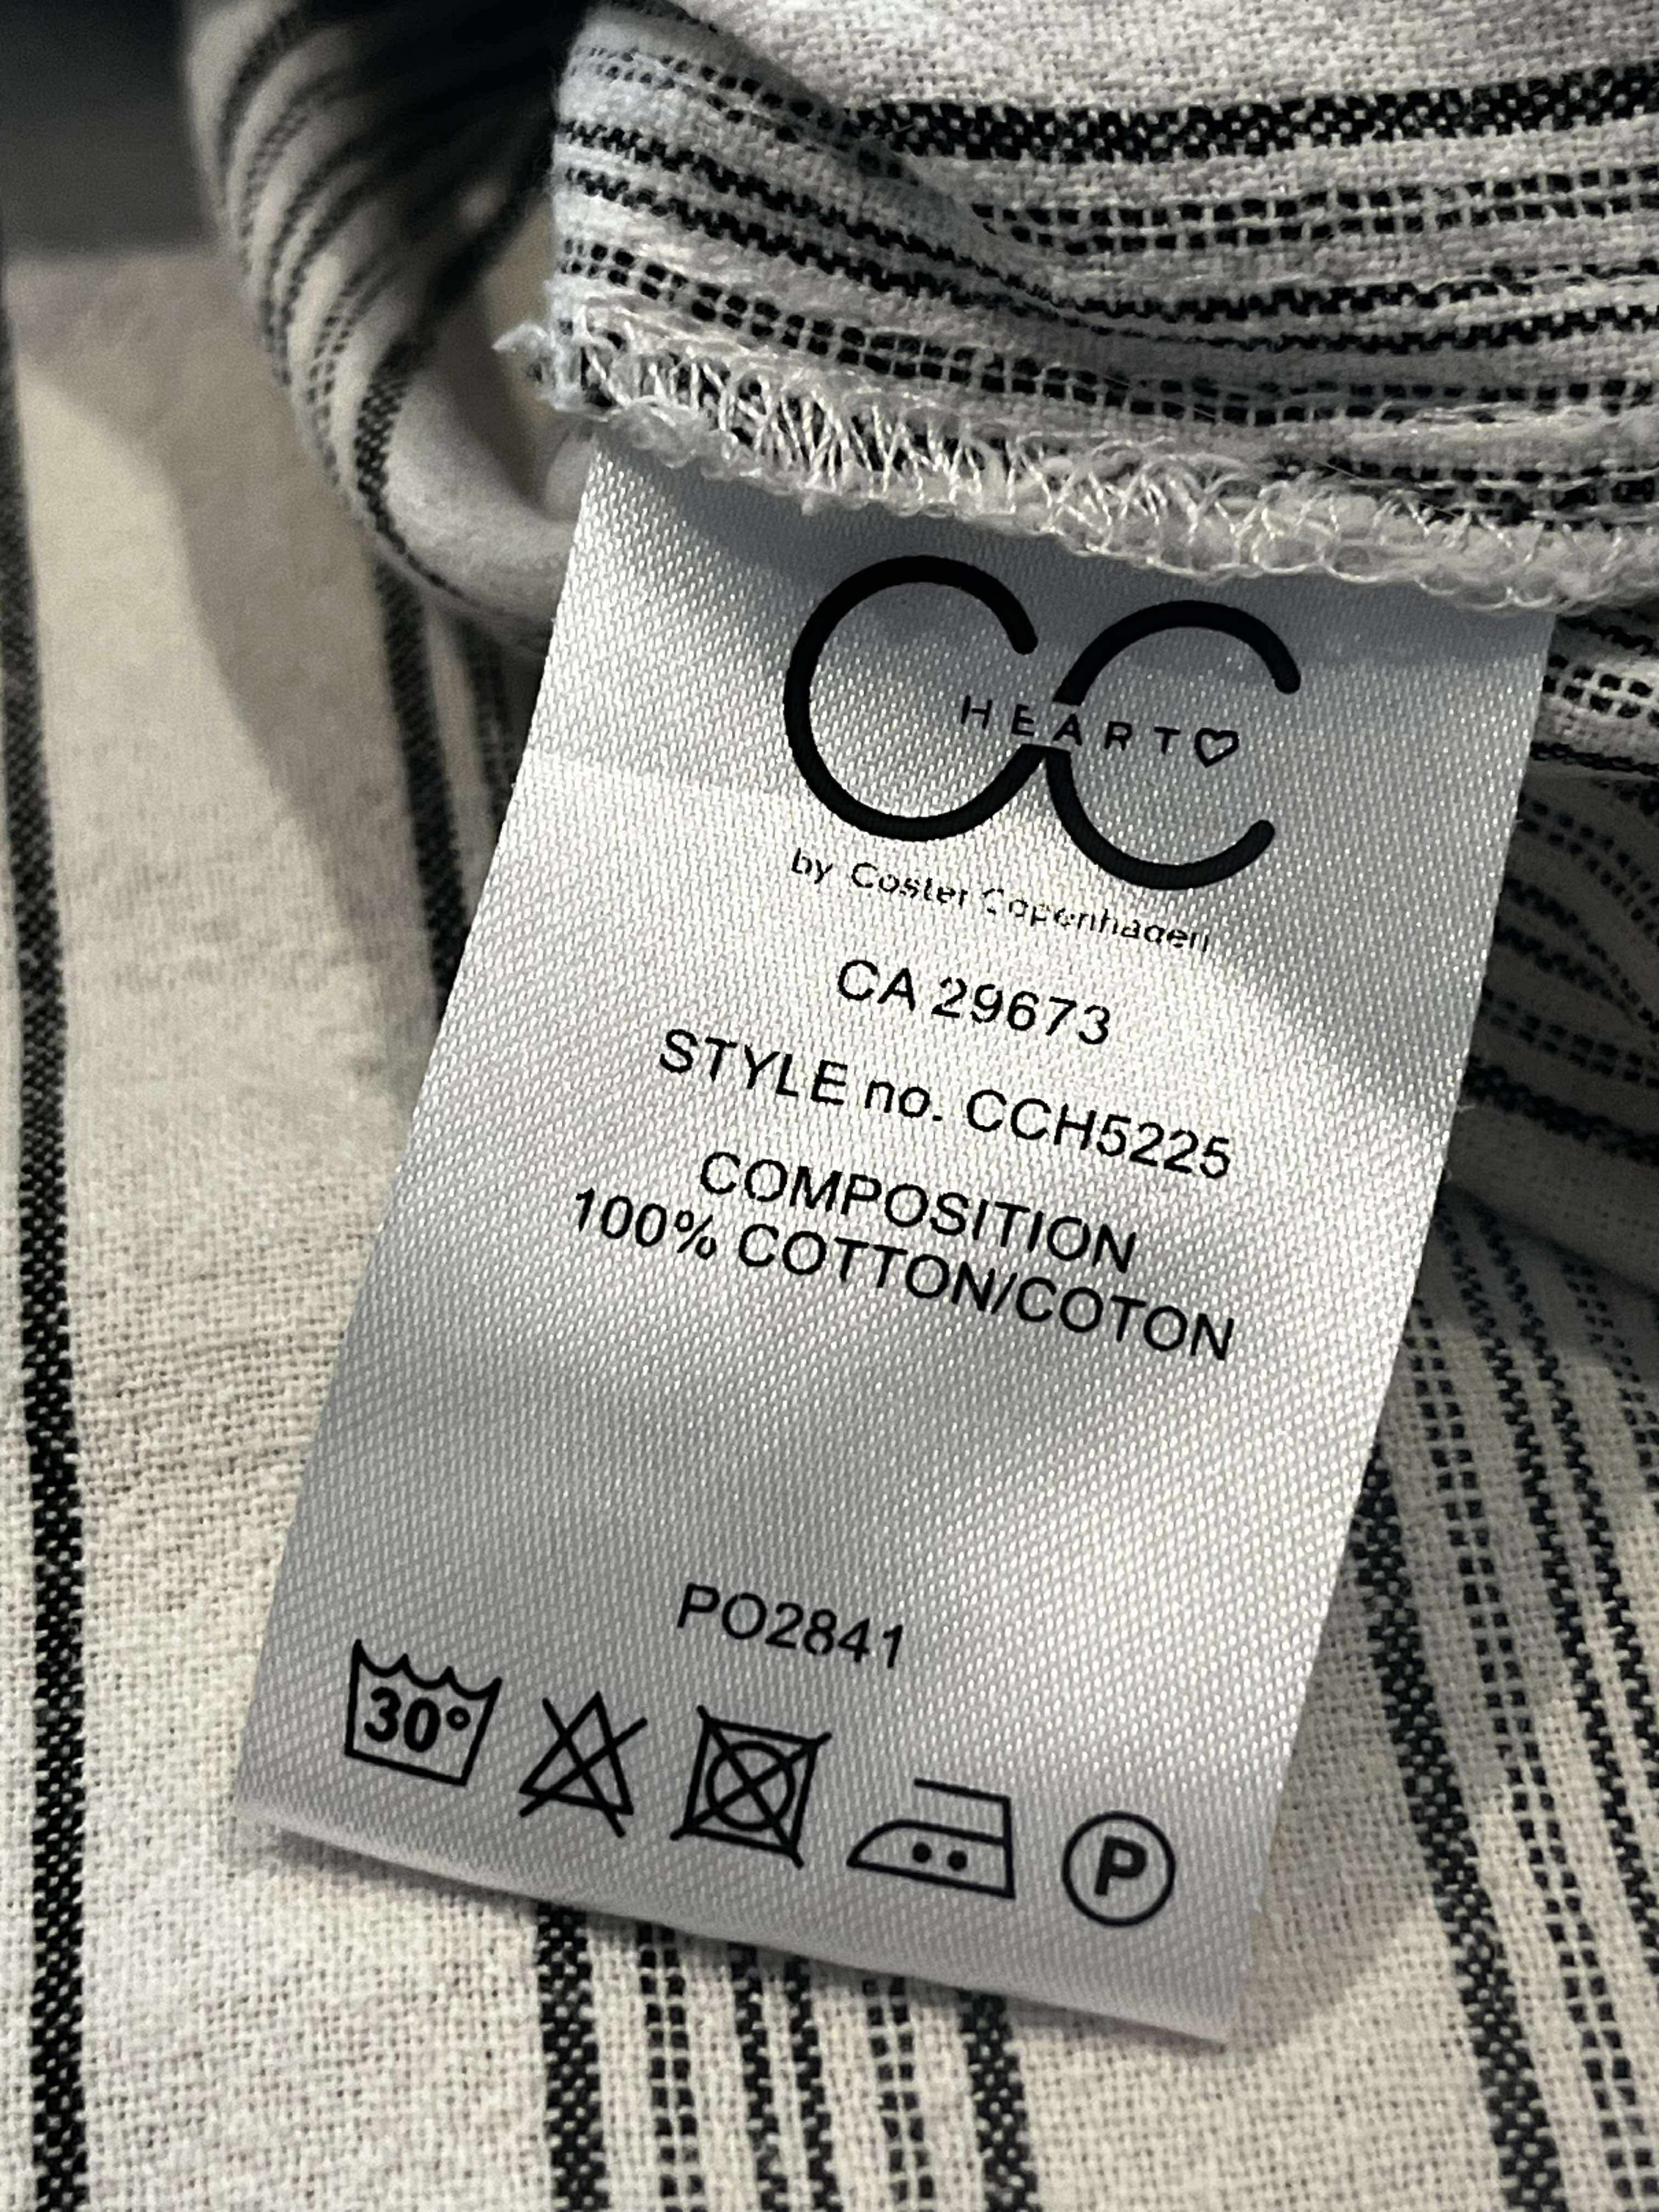 CC
HEART
by Coster Copenhagen
CA 29673
STYLE no. CCH5225
COMPOSITION
100% COTTON/COTON
PO2841
30°
P